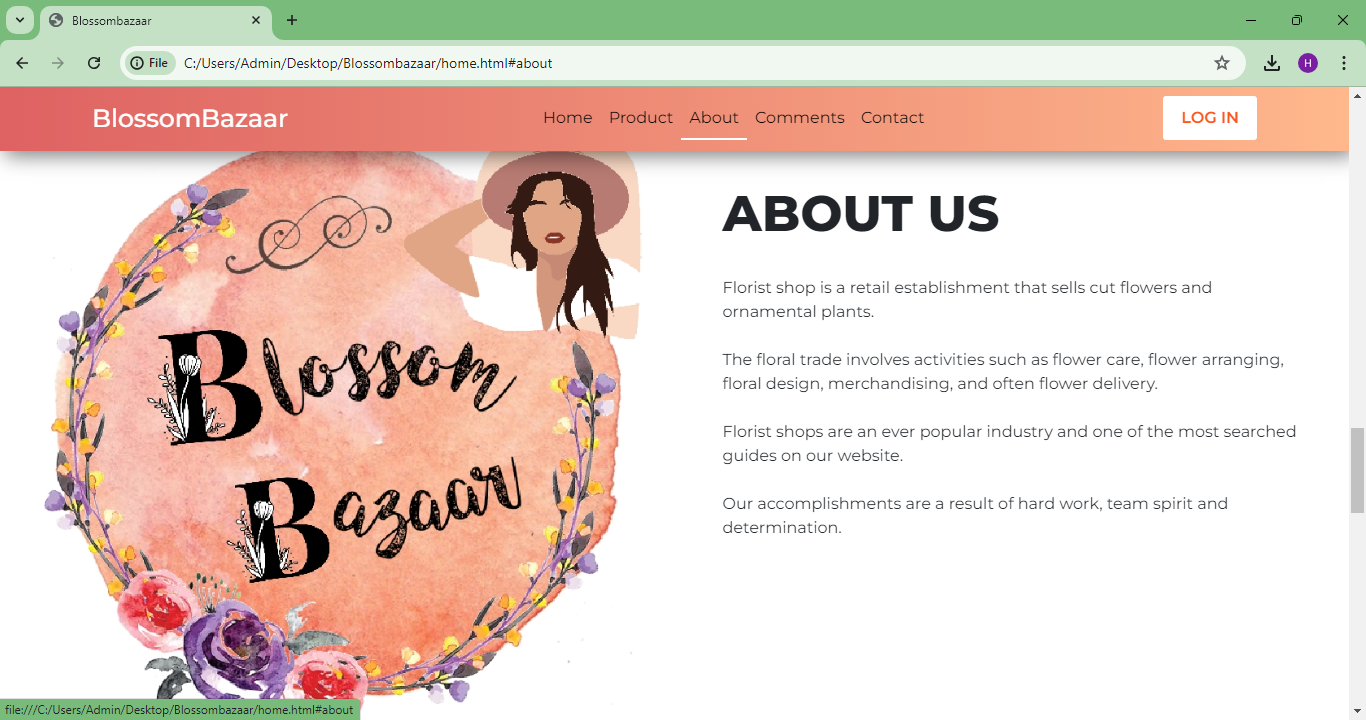 Blossombazaar
File
C:/Users/Admin/Desktop/Blossombazaar/home.html#about
H
BlossomBazaar
Home Product About Comments Contact
LOG IN
Blossom
Bazaar
ABOUT US
Florist shop is a retail establishment that sells cut flowers and
ornamental plants.
The floral trade involves activities such as flower care, flower arranging,
floral design, merchandising, and often flower delivery.
Florist shops are an ever popular industry and one of the most searched
guides on our website.
Our accomplishments are a result of hard work, team spirit and
determination.
file:///C:/Users/Admin/Desktop/Blossombazaar/home.html#about